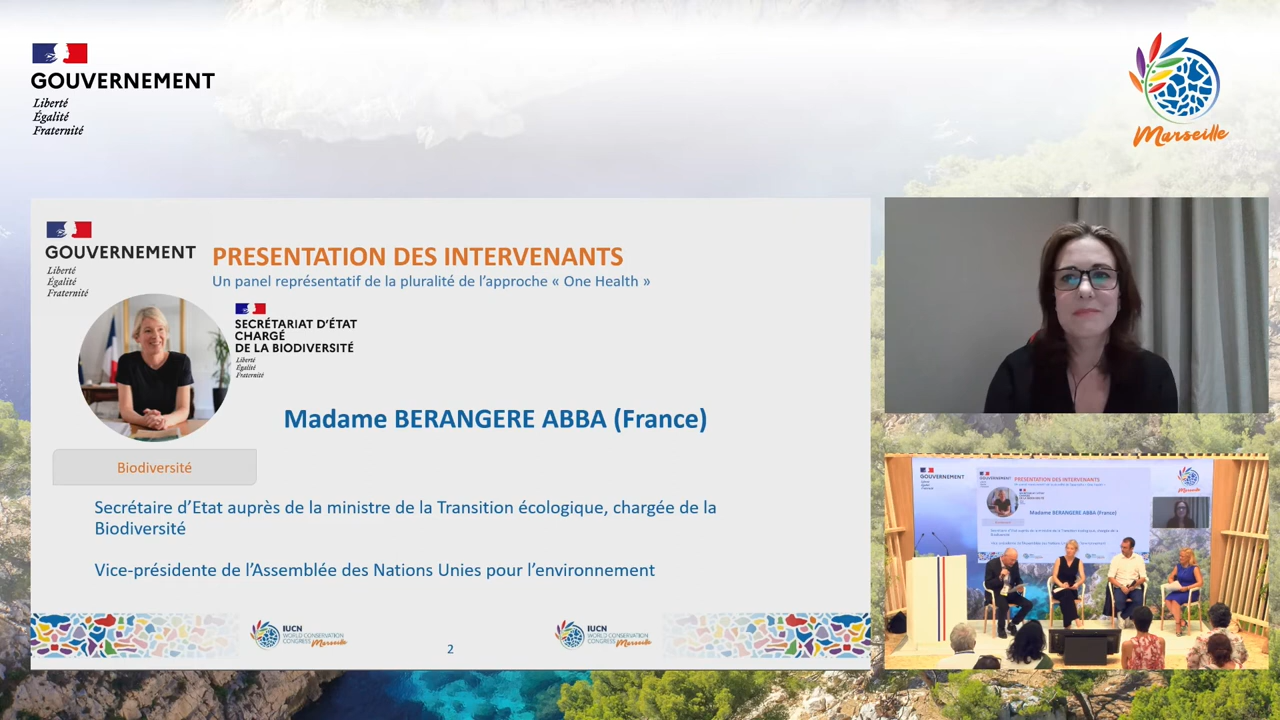 GOUVERNEMENT
Liberté
Égalité
Fraternité
Marseille
GOUVERNEMENT
Liberté
Égalité
Fraternité
PRESENTATION DES INTERVENANTS
Un panel représentatif de la pluralité de l'approche « One Health »
SECRÉTARIAT D'ÉTAT
CHARGÉ
DE LA BIODIVERSITÉ
Liberté
Égalité
Fraternité
Madame BERANGERE ABBA (France)
Biodiversité
Secrétaire d'Etat auprès de la ministre de la Transition écologique, chargée de la
Biodiversité
Vice-présidente de l'Assemblée des Nations Unies pour l'environnement
IUCN
WORLD CONSERVATION
CONGRESS Marseille
IUCN
WORLD CONSERVATION
CONGRESS Marseille
2
GOUVERNEMENT
PRESENTATION DES INTERVENANTS
Madame BERANGERE ABBA (France)